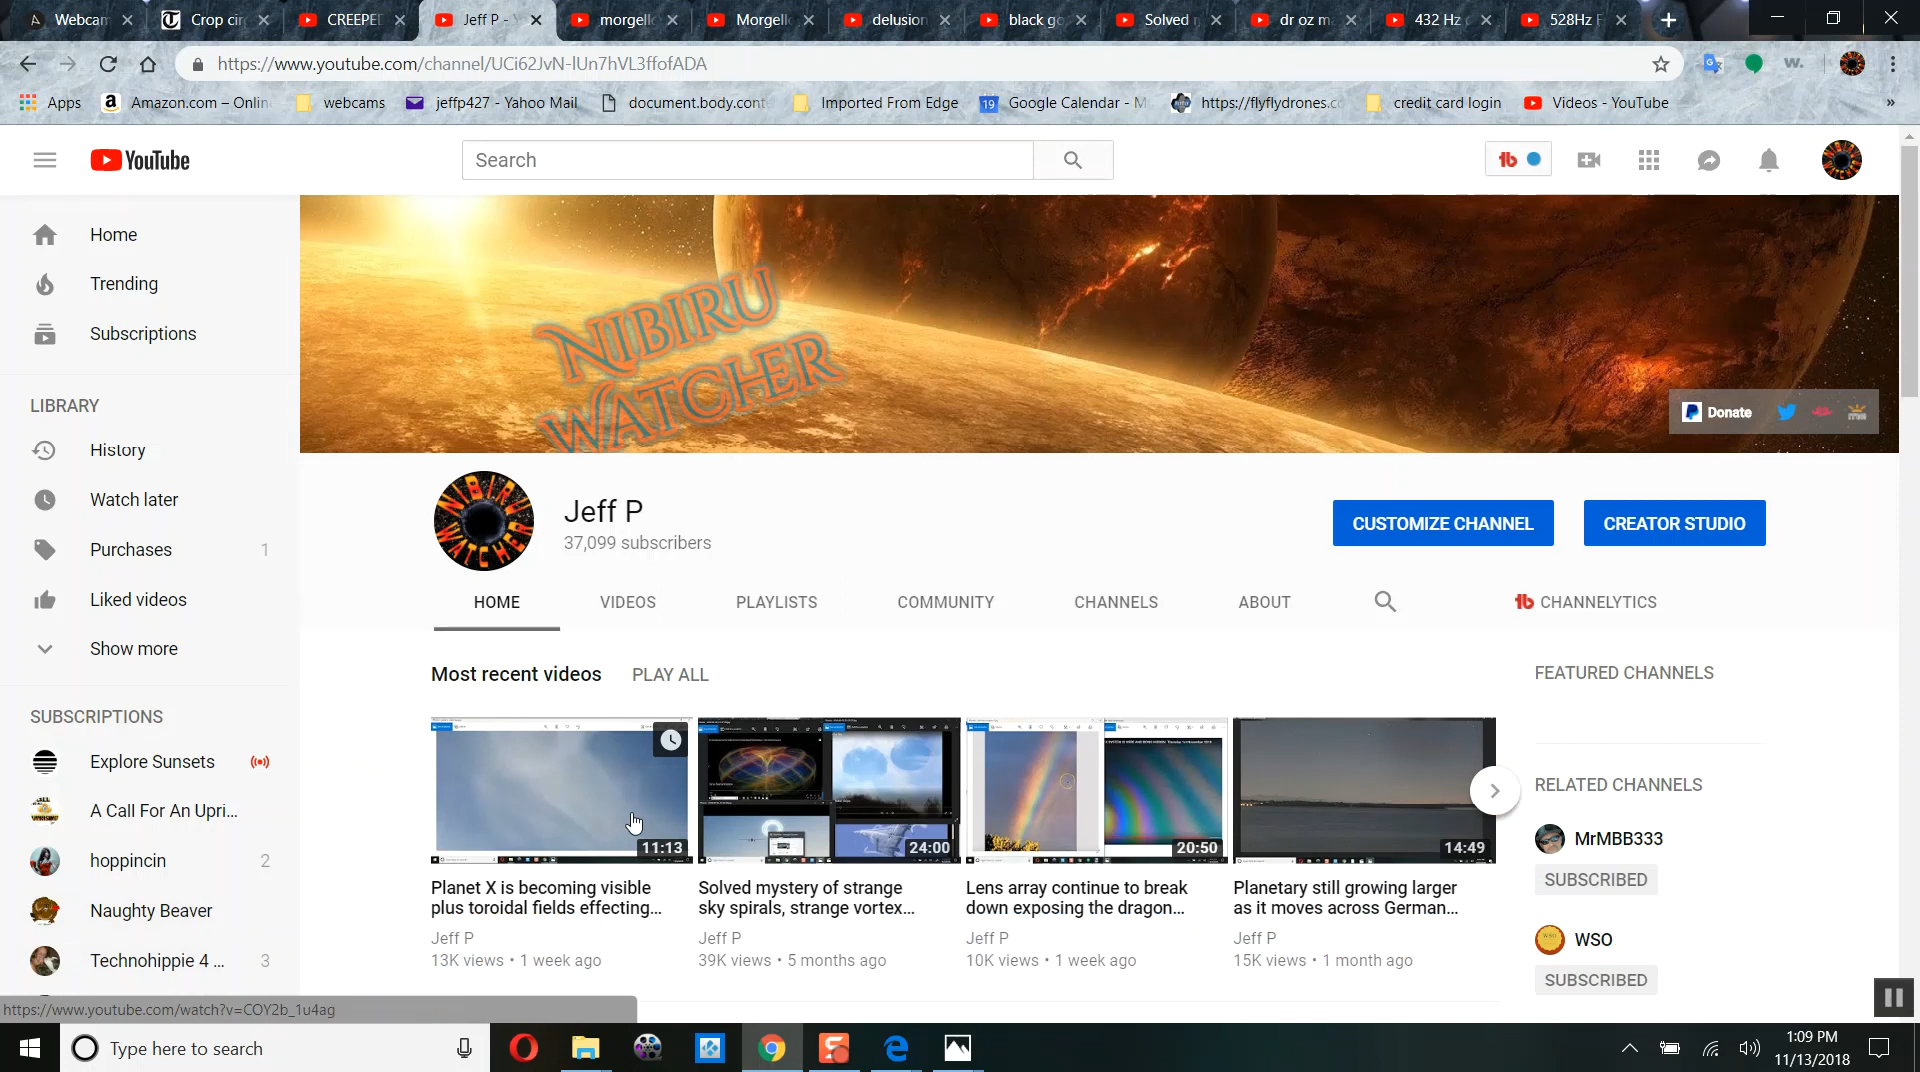 Webcam
Crop cir
CREEPED
Jeff P - Y
morgell
Morgell
delusion
black go
Solved
dr oz m
432 Hz
528Hz F
https://www.youtube.com/channel/UCi62JvN-lUn7hVL3ffofADA
w.
Apps
Amazon.com – Onlin
webcams
jeffp427 - Yahoo Mail
document.body.cont
Imported From Edge
19
Google Calendar - M
https://flyflydrones.c
credit card login
Videos - YouTube
»
YouTube
Search
Home
Trending
Subscriptions
LIBRARY
History
Watch later
Purchases 1
Liked videos
Show more
SUBSCRIPTIONS
Explore Sunsets
A Call For An Upri...
hoppincin 2
Naughty Beaver
Technohippie 4 ... 3
NIBIRU
WATCHER
Donate
NIBIRU WATCHER
Jeff P
37,099 subscribers
CUSTOMIZE CHANNEL
CREATOR STUDIO
HOME
VIDEOS
PLAYLISTS
COMMUNITY
CHANNELS
ABOUT
CHANNELYTICS
Most recent videos PLAY ALL
11:13
24:00
20:50
14:49
Planet X is becoming visible
plus toroidal fields effecting...
Jeff P
13K views • 1 week ago
Solved mystery of strange
sky spirals, strange vortex...
Jeff P
39K views • 5 months ago
Lens array continue to break
down exposing the dragon...
Jeff P
10K views • 1 week ago
Planetary still growing larger
as it moves across German...
Jeff P
15K views • 1 month ago
FEATURED CHANNELS
RELATED CHANNELS
MrMBB333
SUBSCRIBED
WSO
SUBSCRIBED
https://www.youtube.com/watch?v=COY2b_1u4ag
Type here to search
1:09 PM
11/13/2018